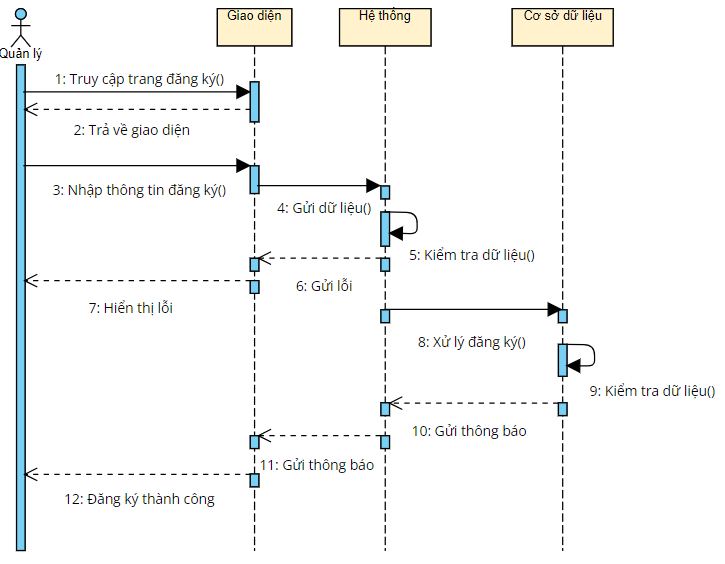 Giao diện
Hệ thống
Cơ sở dữ liệu
Quản lý
1: Truy cập trang đăng ký()
2: Trả về giao diện
3: Nhập thông tin đăng ký()
4: Gửi dữ liệu()
5: Kiểm tra dữ liệu()
6: Gửi lỗi
7: Hiển thị lỗi
8: Xử lý đăng ký()
9: Kiểm tra dữ liệu()
10: Gửi thông báo
11: Gửi thông báo
12: Đăng ký thành công